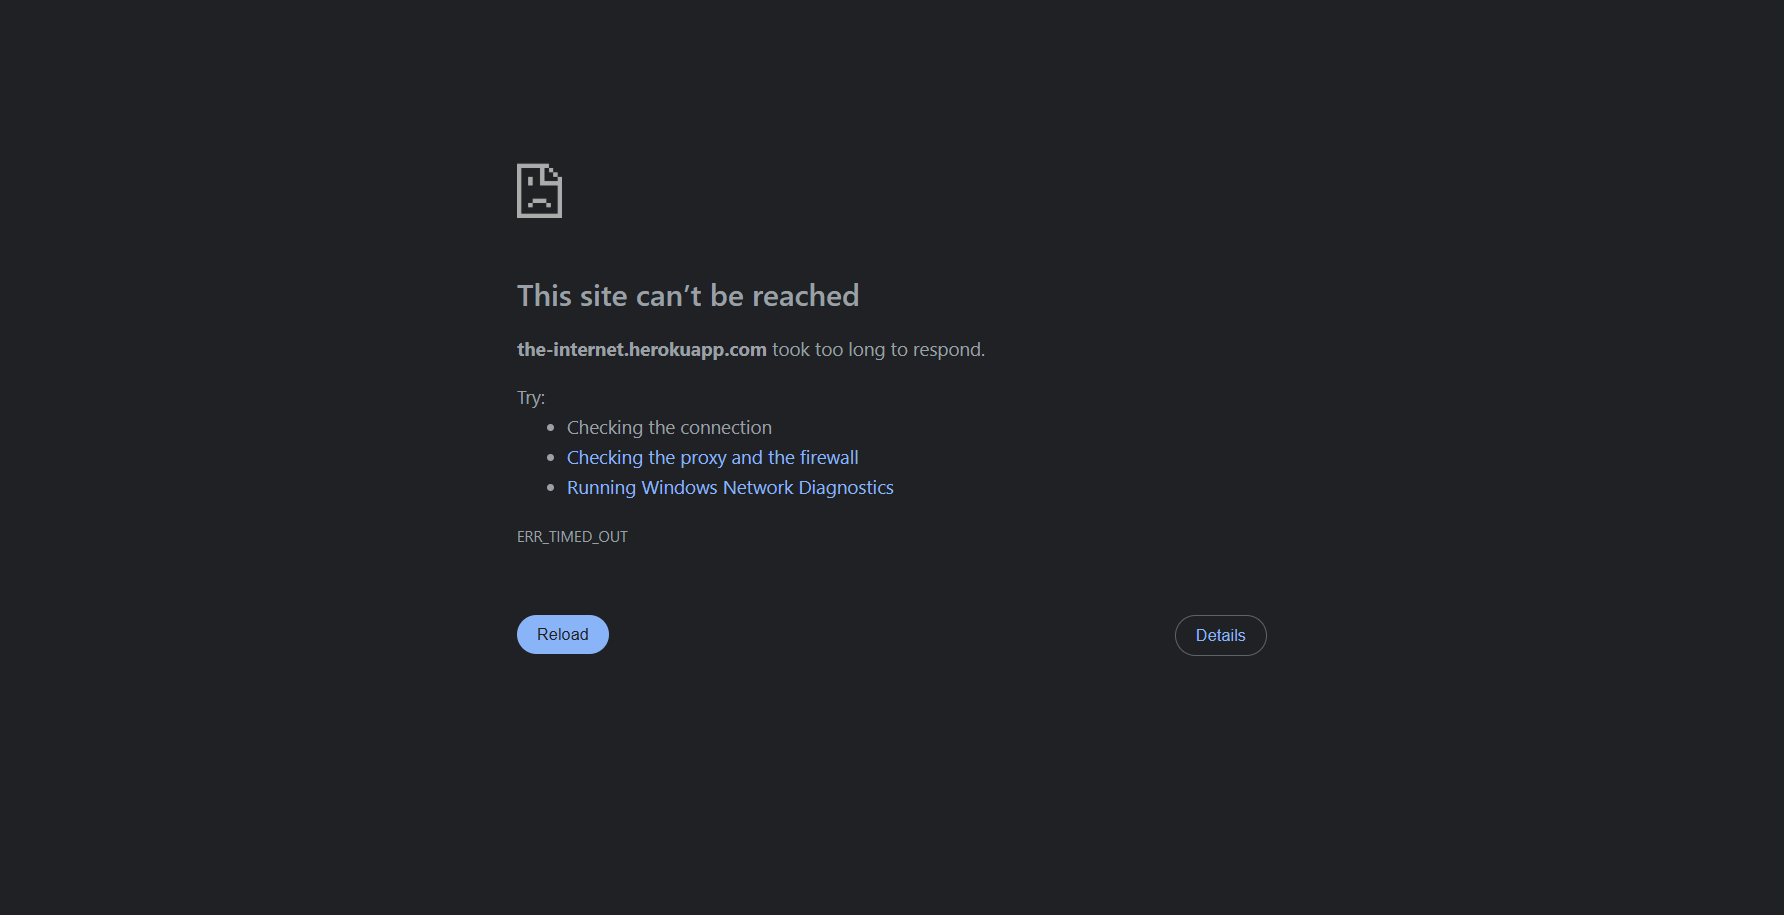 This site can’t be reached
the-internet.herokuapp.com took too long to respond.
Try:
Checking the connection
Checking the proxy and the firewall
Running Windows Network Diagnostics
ERR_TIMED_OUT
Reload
Details